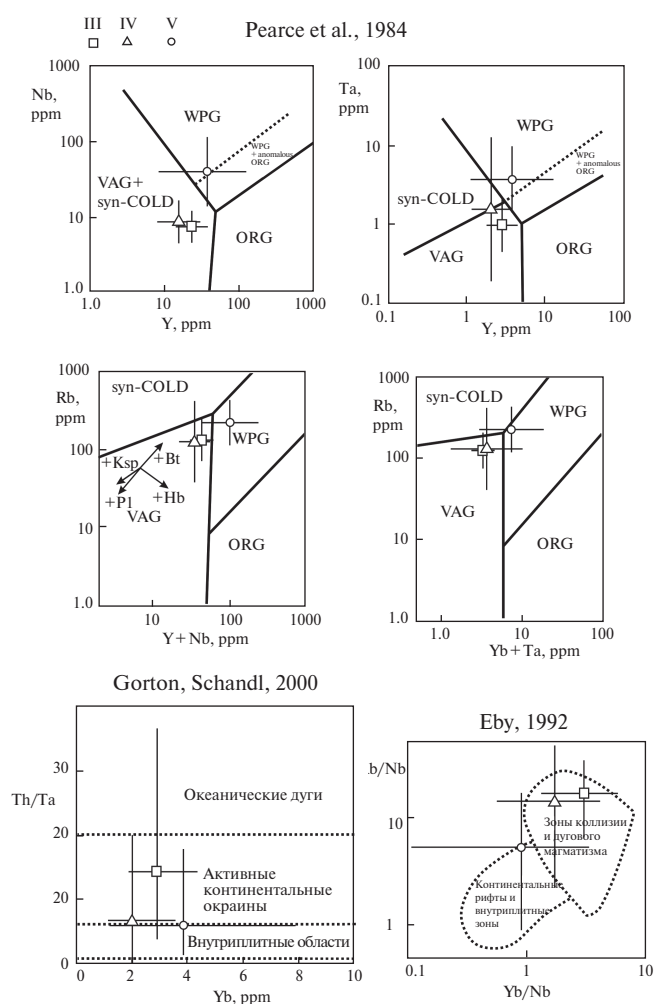 III IV V
Pearce et al., 1984
Nb,
ppm
1000
100
10
1.0
WPG
WPG
+ anomalous
ORG
VAG+
syn-COLD
ORG
1.0 10 100 1000
Y, ppm
Ta,
ppm
100
10
1
0.1
WPG
WPG
+ anomalous
ORG
syn-COLD
VAG
ORG
1 10 100
Y, ppm
Rb,
ppm
1000
100
10
1.0
syn-COLD
+Ksp
+Bt
+Pl
+Hb
VAG
WPG
ORG
10 100 1000
Y+Nb, ppm
Rb,
ppm
1000
100
10
1.0
syn-COLD
WPG
VAG
ORG
1.0 10 100
Yb+Ta, ppm
Gorton, Schandl, 2000
Th/Ta
30
20
20
0
Океанические дуги
Активные
континентальные
окраины
Внутриплитные области
0 2 4 6 8 10
Yb, ppm
Eby, 1992
b/Nb
10
1
Зоны коллизии
и дугового
магматизма
Континентальные
рифты и
внутриплитные
зоны
0.1 1 10
Yb/Nb